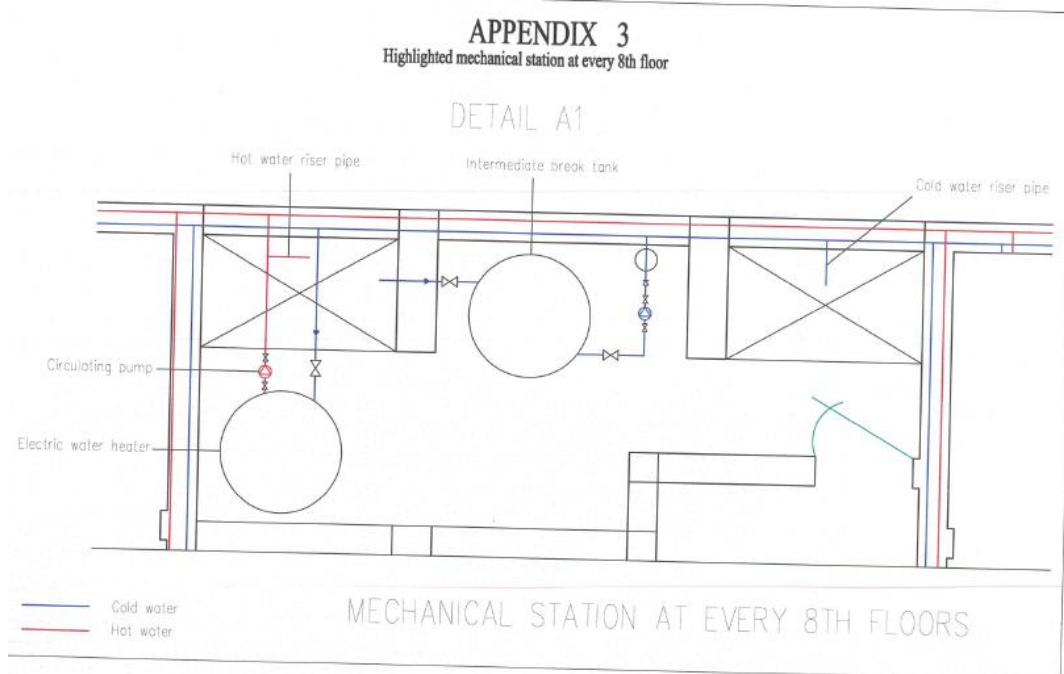 APPENDIX 3
Highlighted mechanical station at every 8th floor
DETAIL A1
Hot water riser pipe
Intermediate break tank
Cold water riser pipe
Circulating pump
Electric water heater
Cold water
Hot water
MECHANICAL STATION AT EVERY 8TH FLOORS